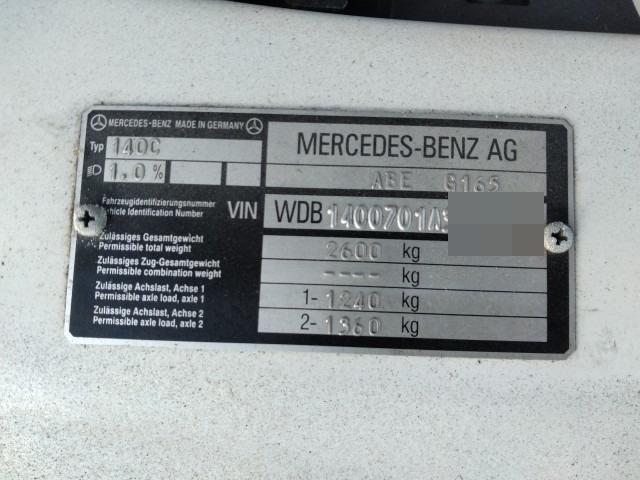 MERCEDES-BENZ MADE IN GERMANY
Typ 140C
1.0%
MERCEDES-BENZ AG
ABE G165
Fahrzeugidentifizierungsnummer
Vehicle Identification Number
VIN WDB1400701A
Zulässiges Gesamtgewicht
Permissible total weight
2600 kg
Zulässiges Zug-Gesamtgewicht
Permissible combination weight
---- kg
Zulässige Achslast, Achse 1
Permissible axle load, axle 1
1-1240 kg
Zulässige Achslast, Achse 2
Permissible axle load, axle 2
2-1360 kg